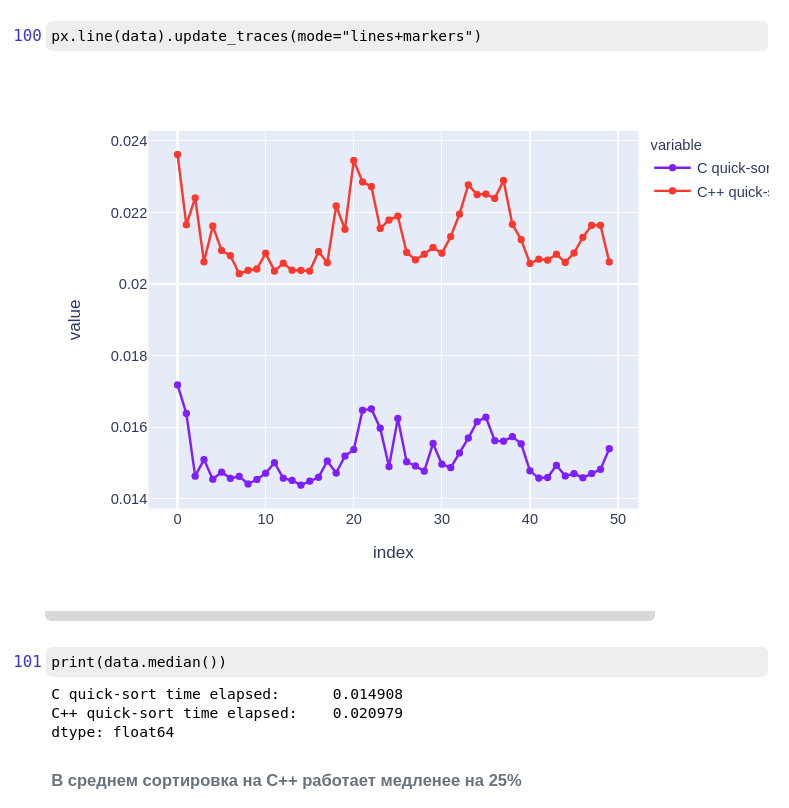 100 px.line(data).update_traces(mode="lines+markers")
0.024
0.022
0.02
0.018
0.016
0.014
value
0 10 20 30 40 50
index
variable
C quick-sor
C++ quick-
101 print(data.median())
C quick-sort time elapsed: 0.014908
C++ quick-sort time elapsed: 0.020979
dtype: float64
В среднем сортировка на C++ работает медленее на 25%